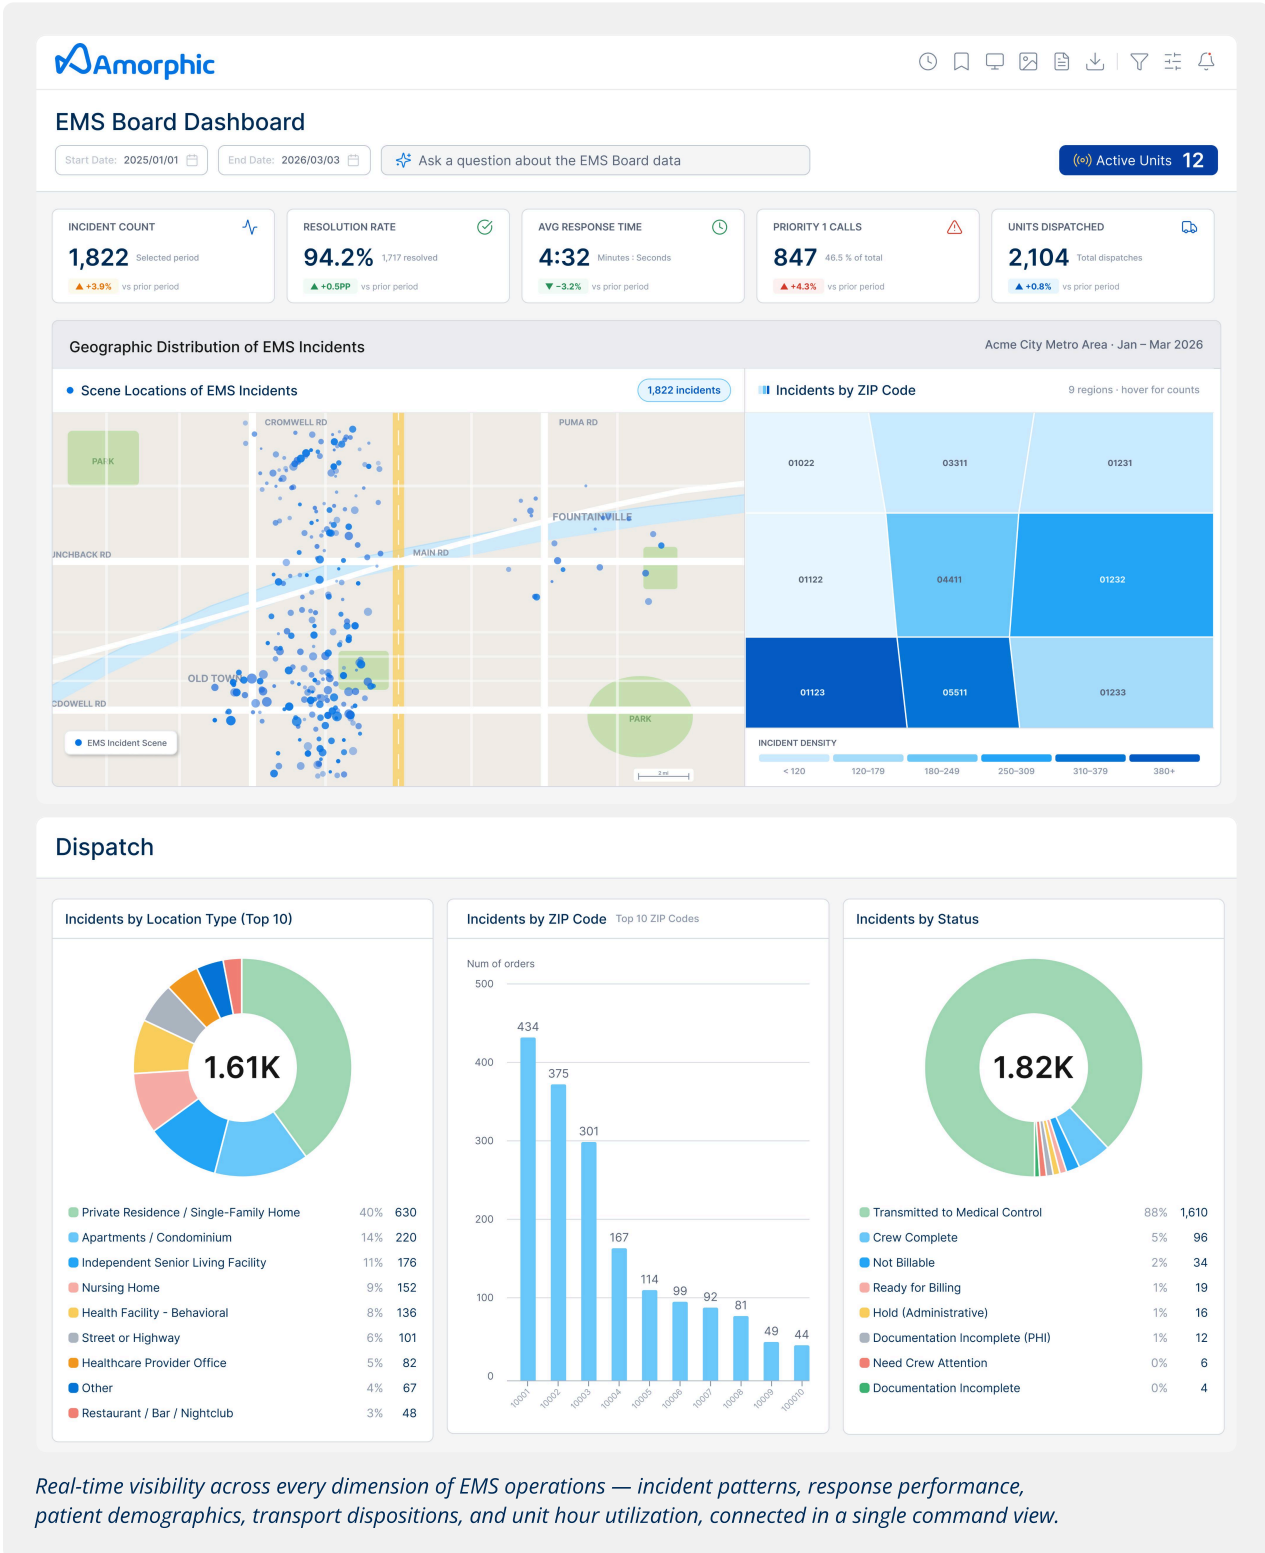 Amorphic
EMS Board Dashboard
Start Date: 2025/01/01
End Date: 2026/03/03
Ask a question about the EMS Board data
Active Units 12
INCIDENT COUNT
1,822 Selected period
▲ +3.9% vs prior period
RESOLUTION RATE
94.2% 1,717 resolved
▲ +0.5PP vs prior period
AVG RESPONSE TIME
4:32 Minutes : Seconds
▼ −3.2% vs prior period
PRIORITY 1 CALLS
847 46.5 % of total
▲ +4.3% vs prior period
UNITS DISPATCHED
2,104 Total dispatches
▲ +0.8% vs prior period
Geographic Distribution of EMS Incidents
Acme City Metro Area · Jan – Mar 2026
Scene Locations of EMS Incidents
1,822 incidents
CROMWELL RD
PUMA RD
PARK
FOUNTAINVILLE
MAIN RD
UNCHBACK RD
OLD TOWN
CDOWELL RD
PARK
EMS Incident Scene
2 mi
Incidents by ZIP Code
9 regions · hover for counts
01022
03311
01231
01122
04411
01232
01123
05511
01233
INCIDENT DENSITY
< 120
120–179
180–249
250–309
310–379
380+
Dispatch
Incidents by Location Type (Top 10)
1.61K
Private Residence / Single-Family Home 40% 630
Apartments / Condominium 14% 220
Independent Senior Living Facility 11% 176
Nursing Home 9% 152
Health Facility - Behavioral 8% 136
Street or Highway 6% 101
Healthcare Provider Office 5% 82
Other 4% 67
Restaurant / Bar / Nightclub 3% 48
Incidents by ZIP Code Top 10 ZIP Codes
Num of orders
500
400
300
200
100
0
434
375
301
167
114
99
92
81
49
44
10001
10002
10003
10004
10005
10006
10007
10008
10009
100010
Incidents by Status
1.82K
Transmitted to Medical Control 88% 1,610
Crew Complete 5% 96
Not Billable 2% 34
Ready for Billing 1% 19
Hold (Administrative) 1% 16
Documentation Incomplete (PHI) 1% 12
Need Crew Attention 0% 6
Documentation Incomplete 0% 4
Real-time visibility across every dimension of EMS operations — incident patterns, response performance,
patient demographics, transport dispositions, and unit hour utilization, connected in a single command view.